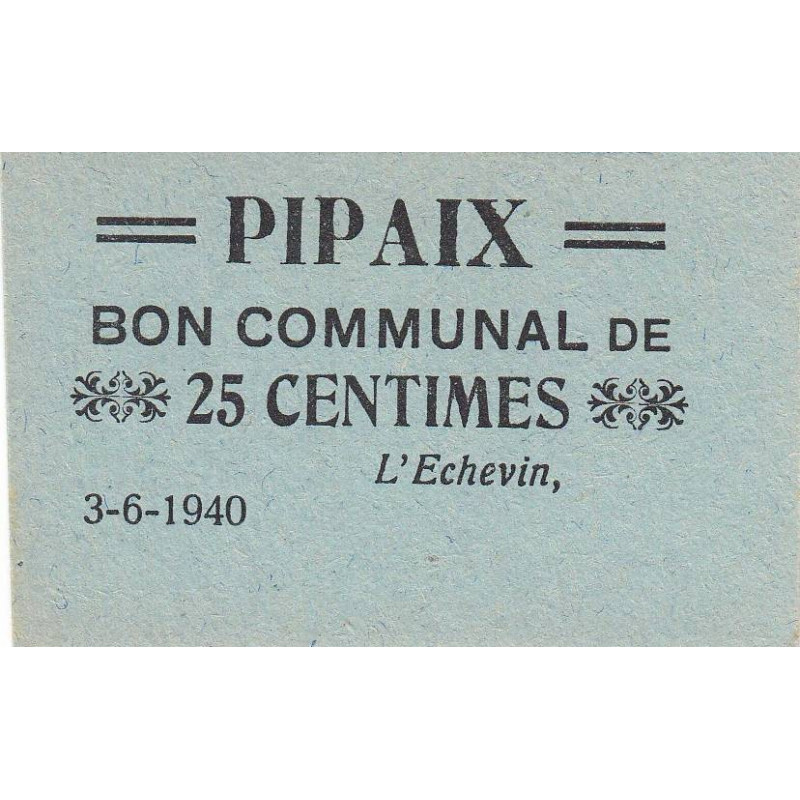 PIPAIX
BON COMMUNAL DE
25 CENTIMES
L'Echevin,
3-6-1940